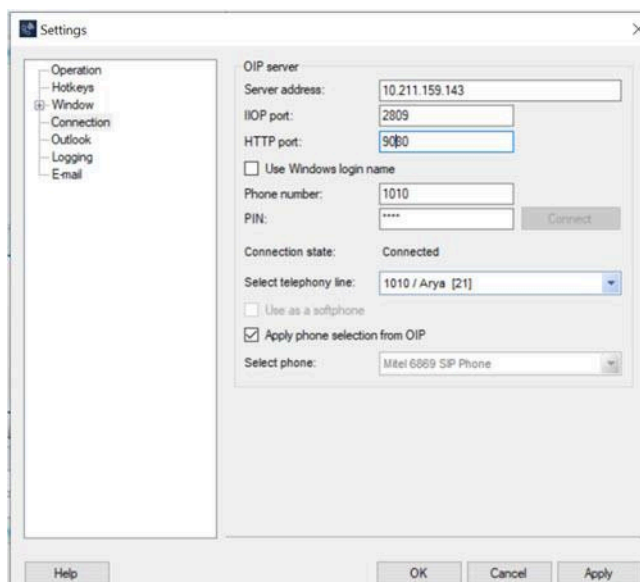 Settings
Operation
Hotkeys
Window
Connection
Outlook
Logging
E-mail
OIP server
Server address: 10.211.159.143
IIOP port: 2809
HTTP port: 9080
Use Windows login name
Phone number: 1010
PIN: **** Connect
Connection state: Connected
Select telephony line: 1010 / Arya [21]
Use as a softphone
Apply phone selection from OIP
Select phone: Mitel 6869 SIP Phone
Help OK Cancel Apply